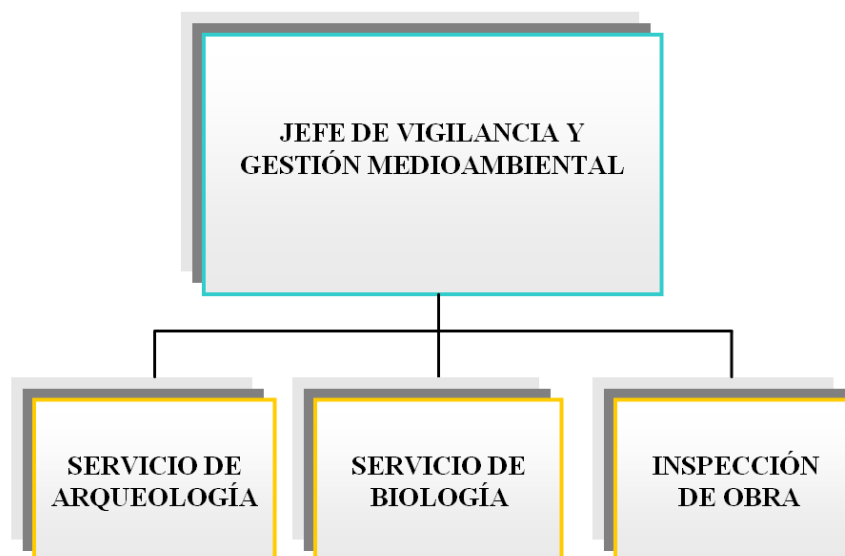 JEFE DE VIGILANCIA Y
GESTIÓN MEDIOAMBIENTAL
SERVICIO DE
ARQUEOLOGÍA
SERVICIO DE
BIOLOGÍA
INSPECCIÓN
DE OBRA